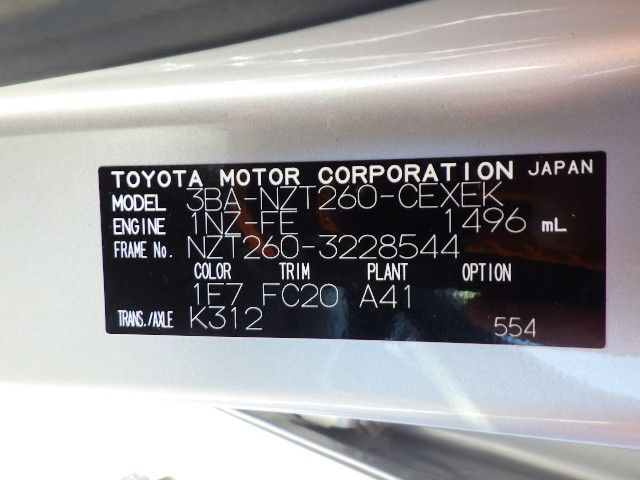 TOYOTA MOTOR CORPORATION JAPAN
MODEL 3BA-NZT260-CEXEK
ENGINE 1NZ-FE 1496 mL
FRAME No. NZT260-3228544
COLOR TRIM PLANT OPTION
1F7 FC20 A41
TRANS./AXLE K312
554